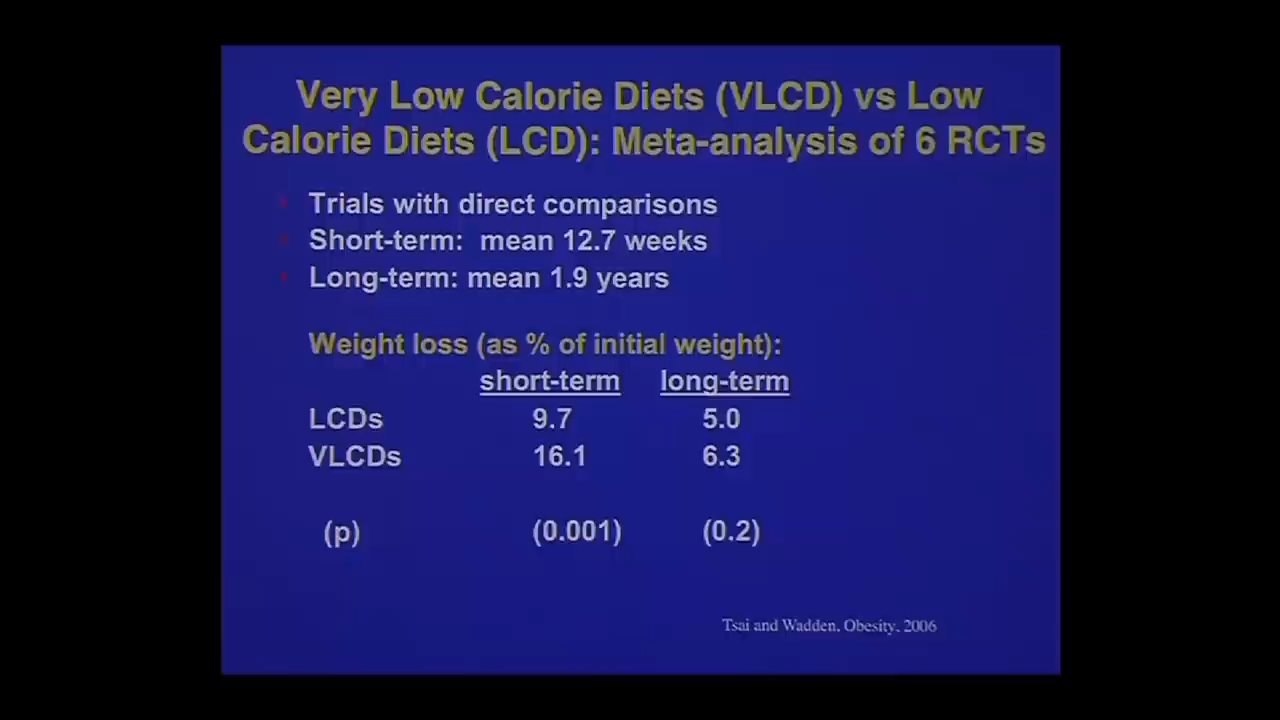 Very Low Calorie Diets (VLCD) vs Low
Calorie Diets (LCD): Meta-analysis of 6 RCTs
Trials with direct comparisons
Short-term: mean 12.7 weeks
Long-term: mean 1.9 years
Weight loss (as % of initial weight):
short-term long-term
LCDs 9.7 5.0
VLCDs 16.1 6.3
(p) (0.001) (0.2)
Tsai and Wadden, Obesity, 2006